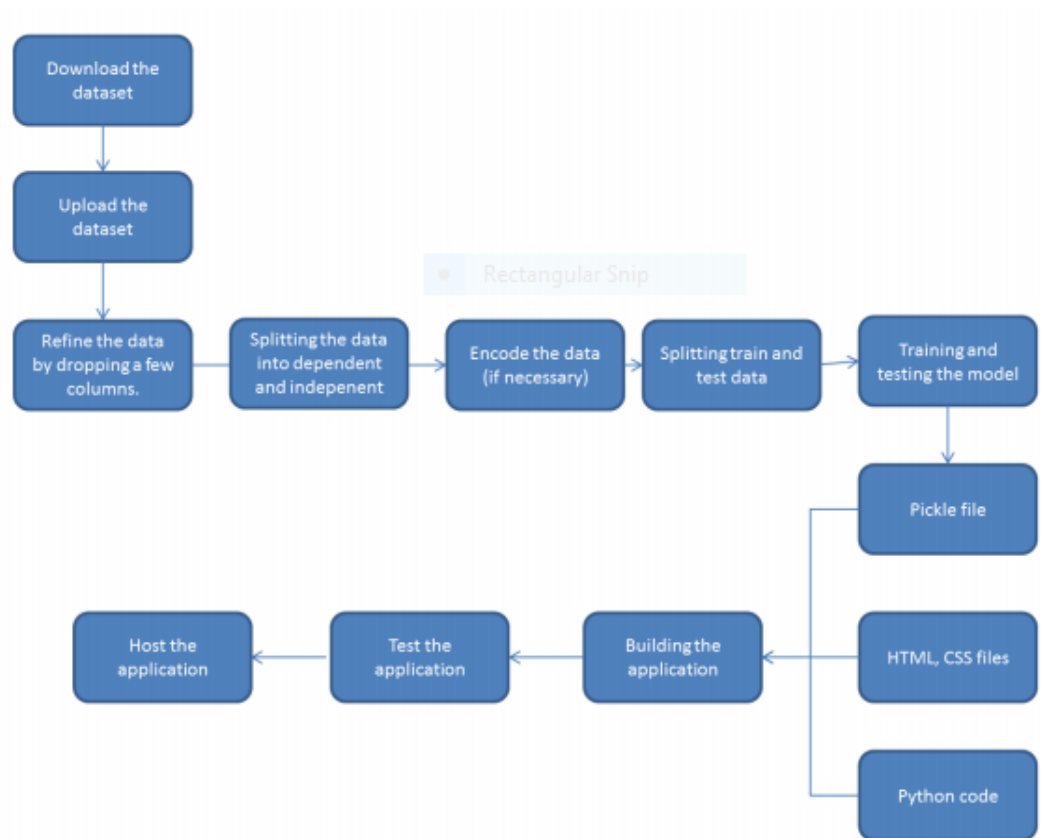 Download the
dataset
Upload the
dataset
Rectangular Snip
Refine the data
by dropping a few
columns.
Splitting the data
into dependent
and indepenent
Encode the data
(if necessary)
Splitting train and
test data
Training and
testing the model
Pickle file
Host the
application
Test the
application
Building the
application
HTML, CSS files
Python code